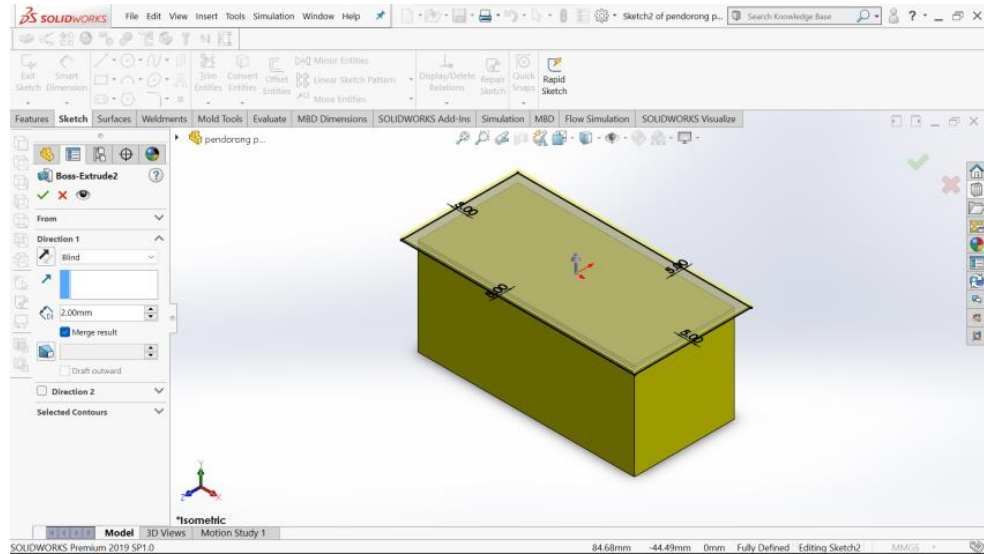 SOLIDWORKS File Edit View Insert Tools Simulation Window Help Sketch2 of pendorong p... Search Knowledge Base
Exit Sketch Smart Dimension Trim Entities Convert Entities Offset Entities Mirror Entities Linear Sketch Pattern Move Entities Display/Delete Relations Repair Sketch Quick Snaps Rapid Sketch
Features Sketch Surfaces Weldments Mold Tools Evaluate MBD Dimensions SOLIDWORKS Add-Ins Simulation MBD Flow Simulation SOLIDWORKS Visualize
pendorong p...
Boss-Extrude2
From
Direction 1
Blind
2.00mm
Merge result
Draft outward
Direction 2
Selected Contours
5.00
5.00
5.00
5.00
Y
Z
X
*Isometric
Model 3D Views Motion Study 1
SOLIDWORKS Premium 2019 SP1.0 84.68mm -44.49mm 0mm Fully Defined Editing Sketch2 MMGS